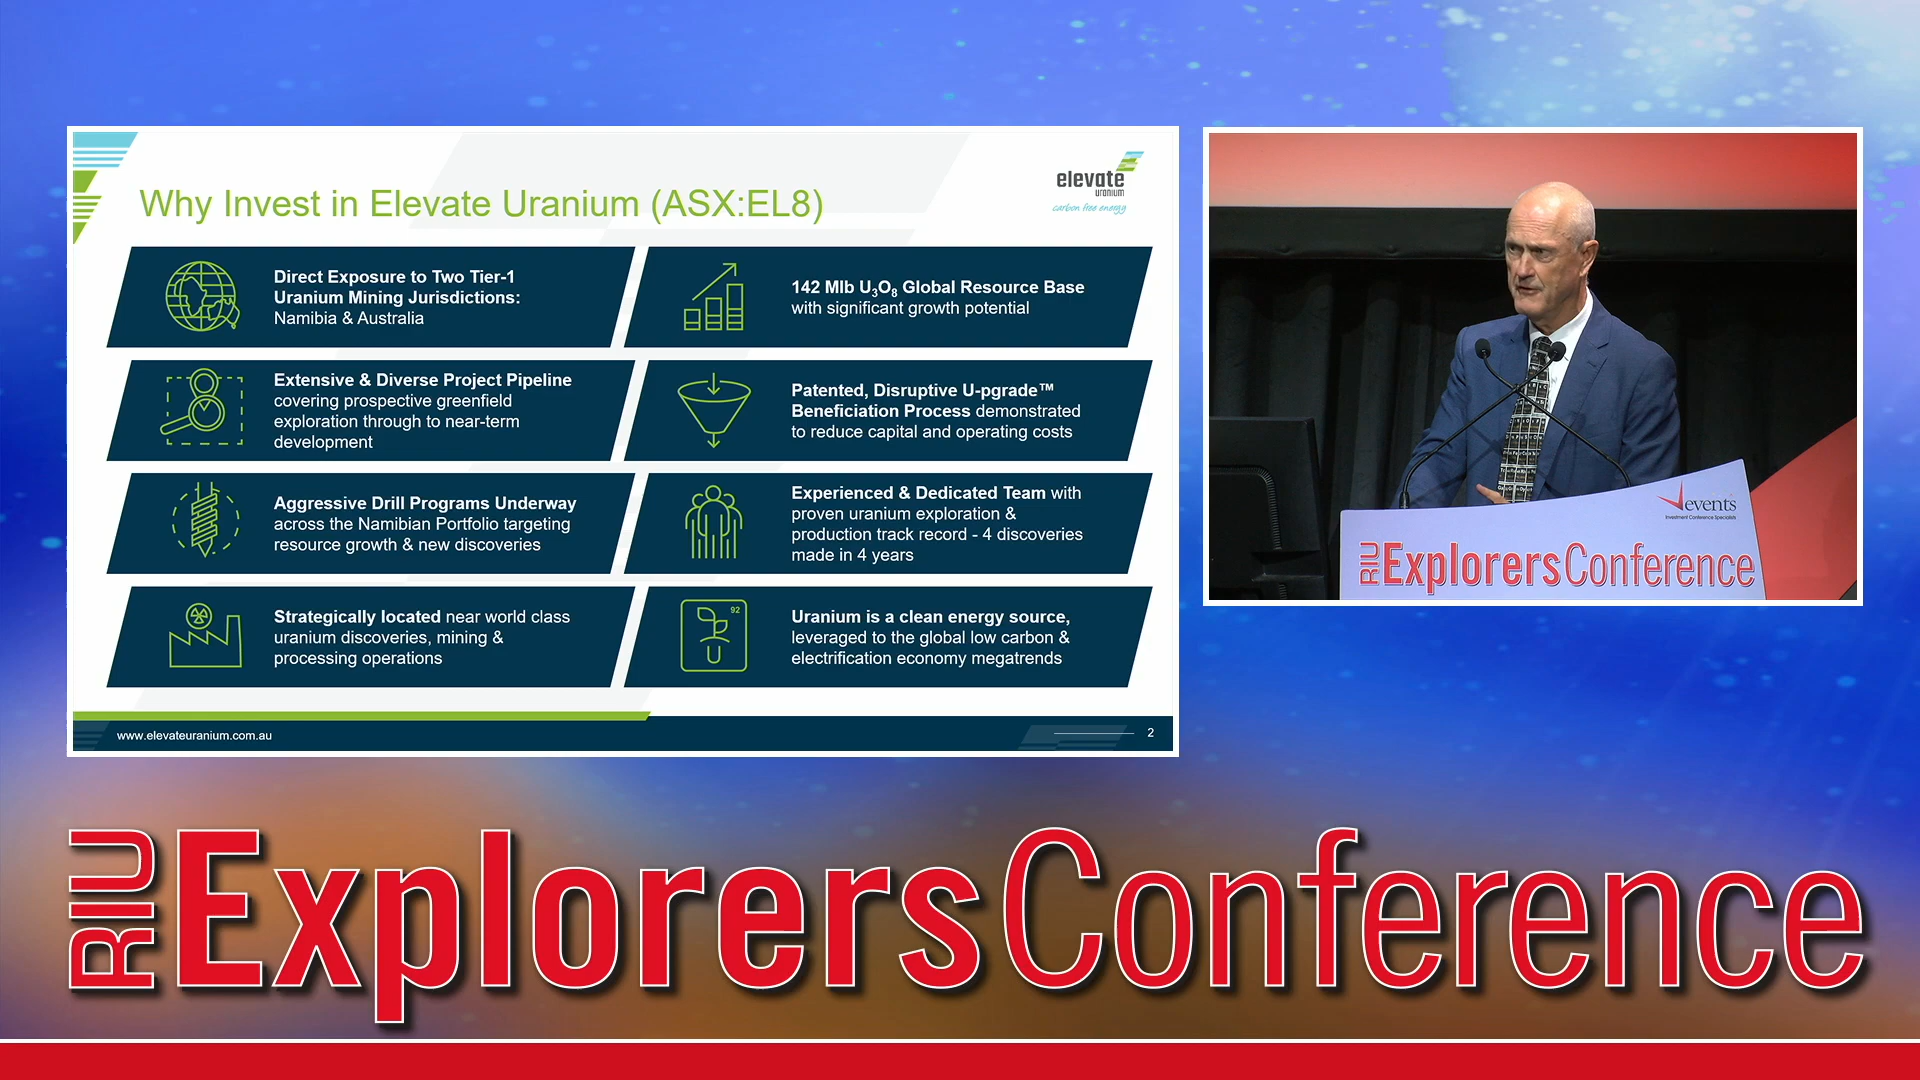 Why Invest in Elevate Uranium (ASX:EL8)
elevate
uranium
carbon free energy
Direct Exposure to Two Tier-1
Uranium Mining Jurisdictions:
Namibia & Australia
142 Mlb U₃O₈ Global Resource Base
with significant growth potential
Extensive & Diverse Project Pipeline
covering prospective greenfield
exploration through to near-term
development
Patented, Disruptive U-pgrade™
Beneficiation Process demonstrated
to reduce capital and operating costs
Aggressive Drill Programs Underway
across the Namibian Portfolio targeting
resource growth & new discoveries
Experienced & Dedicated Team with
proven uranium exploration &
production track record - 4 discoveries
made in 4 years
Strategically located near world class
uranium discoveries, mining &
processing operations
92
U
Uranium is a clean energy source,
leveraged to the global low carbon &
electrification economy megatrends
www.elevateuranium.com.au
2
Vevents
Investment Conference Specialists
RIU ExplorersConference
RIU ExplorersConference